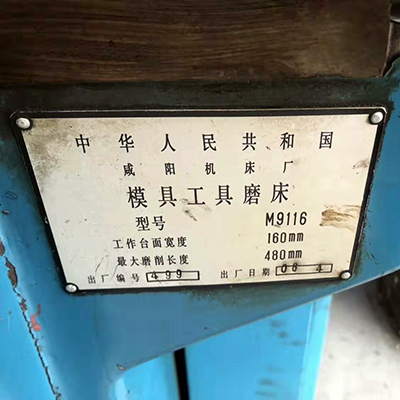 中华人民共和国
咸阳机床厂
模具工具磨床
型号 M9116
工作台面宽度 160mm
最大磨削长度 480mm
出厂编号 499 出厂日期 06 4